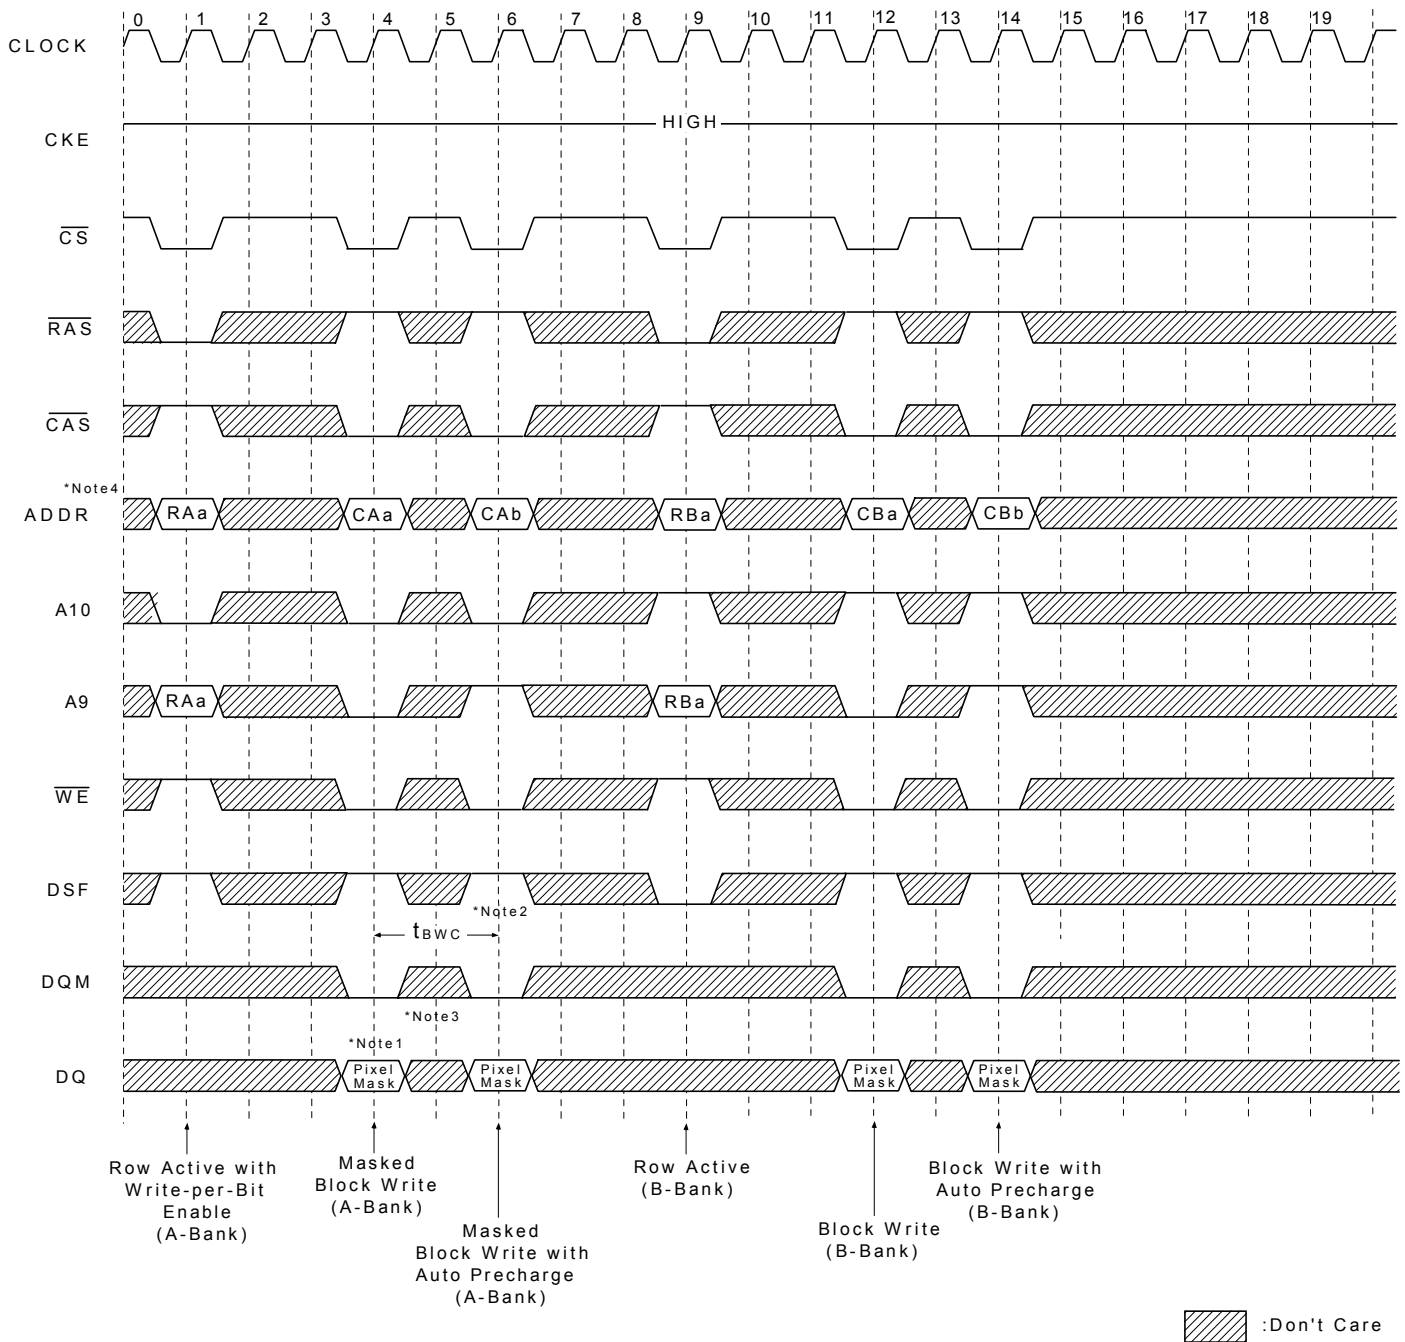 0 1 2 3 4 5 6 7 8 9 10 11 12 13 14 15 16 17 18 19
CLOCK
CKE
HIGH
CS
RAS
CAS
*Note4
ADDR
RAa CAa CAb RBa CBa CBb
A10
A9
RAa RBa
WE
DSF
*Note2
tBWC
DQM
*Note3
*Note1
DQ
Pixel
Mask
Pixel
Mask
Pixel
Mask
Pixel
Mask
Row Active with
Write-per-Bit
Enable
(A-Bank)
Masked
Block Write
(A-Bank)
Masked
Block Write with
Auto Precharge
(A-Bank)
Row Active
(B-Bank)
Block Write
(B-Bank)
Block Write with
Auto Precharge
(B-Bank)
:Don't Care